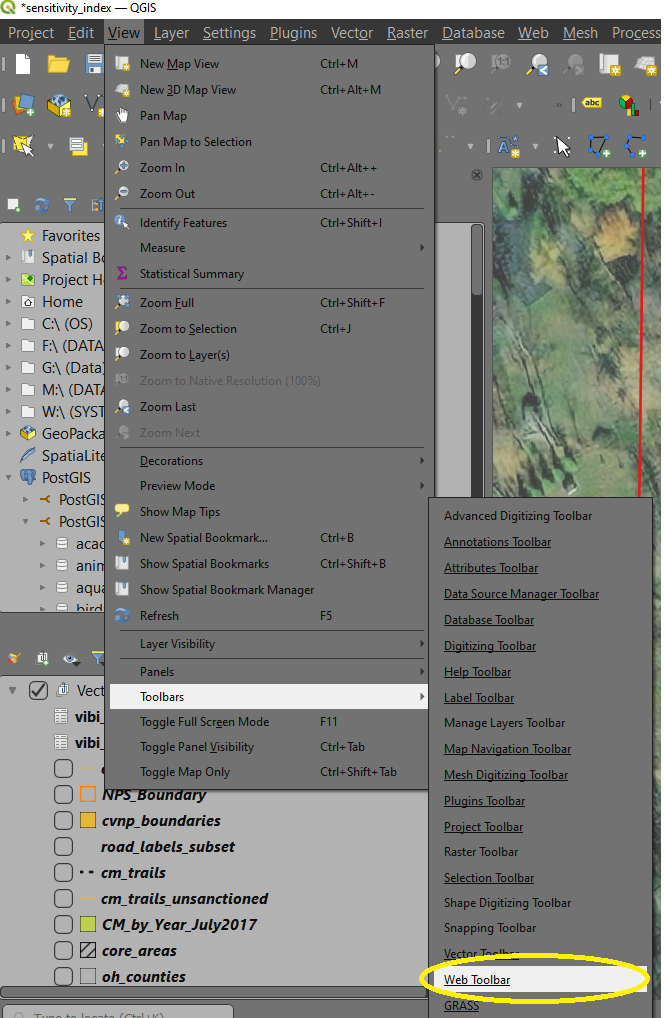 *sensitivity_index — QGIS
Project Edit View Layer Settings Plugins Vector Raster Database Web Mesh Process
New Map View Ctrl+M
New 3D Map View Ctrl+Alt+M
Pan Map
Pan Map to Selection
Zoom In Ctrl+Alt++
Zoom Out Ctrl+Alt+-
Identify Features Ctrl+Shift+I
Measure
Statistical Summary
Zoom Full Ctrl+Shift+F
Zoom to Selection Ctrl+J
Zoom to Layer(s)
Zoom to Native Resolution (100%)
Zoom Last
Zoom Next
Decorations
Preview Mode
Show Map Tips
New Spatial Bookmark... Ctrl+B
Show Spatial Bookmarks Ctrl+Shift+B
Show Spatial Bookmark Manager
Refresh F5
Layer Visibility
Panels
Toolbars
Toggle Full Screen Mode F11
Toggle Panel Visibility Ctrl+Tab
Toggle Map Only Ctrl+Shift+Tab
1:1
abc
Favorites
Spatial Bo
Project H
Home
C:\ (OS)
F:\ (DATA
G:\ (Data)
M:\ (DATA
W:\ (SYST
GeoPacka
SpatiaLite
PostGIS
PostGIS
PostGIS
acad
anim
aqua
bird
Vect
vibi_
vibi_
NPS_Boundary
cvnp_boundaries
road_labels_subset
cm_trails
cm_trails_unsanctioned
CM_by_Year_July2017
core_areas
oh_counties
Type to locate (Ctrl+K)
Advanced Digitizing Toolbar
Annotations Toolbar
Attributes Toolbar
Data Source Manager Toolbar
Database Toolbar
Digitizing Toolbar
Help Toolbar
Label Toolbar
Manage Layers Toolbar
Map Navigation Toolbar
Mesh Digitizing Toolbar
Plugins Toolbar
Project Toolbar
Raster Toolbar
Selection Toolbar
Shape Digitizing Toolbar
Snapping Toolbar
Vector Toolbar
Web Toolbar
GRASS